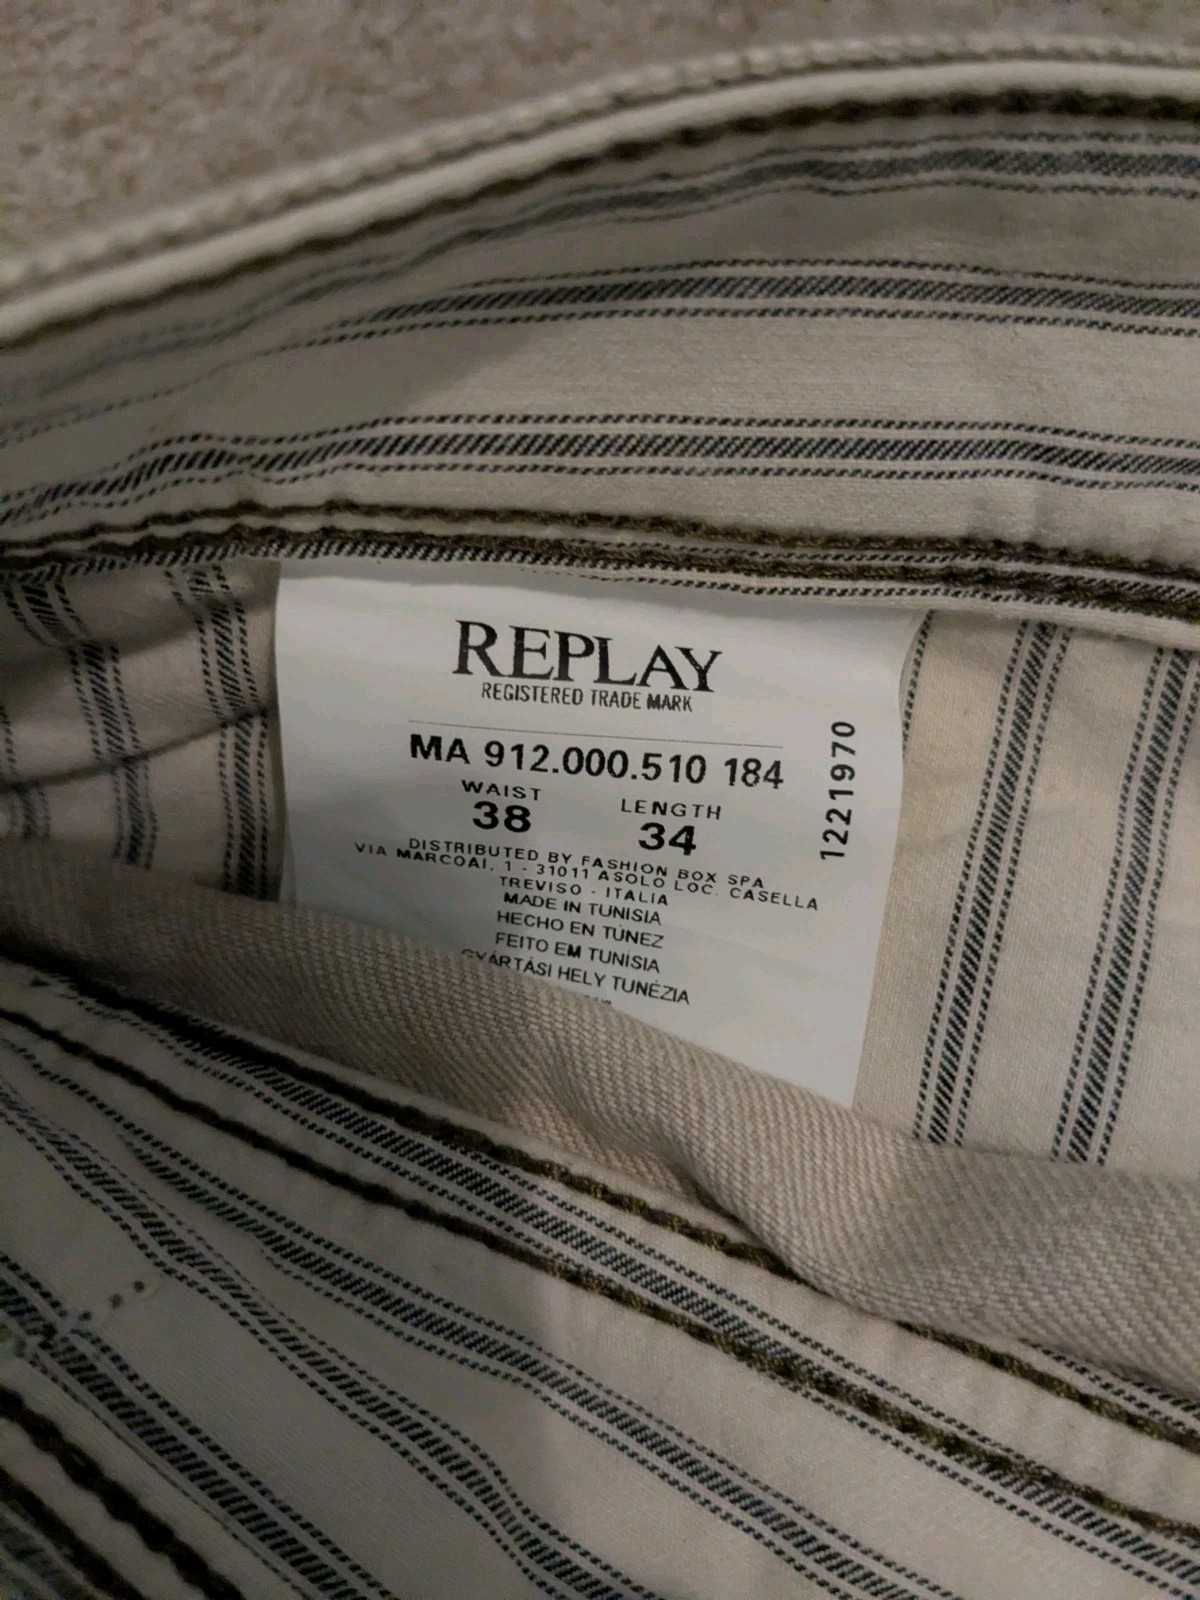 REPLAY
REGISTERED TRADE MARK
MA 912.000.510 184
WAIST LENGTH
38 34
DISTRIBUTED BY FASHION BOX SPA
VIA MARCOAI, 1 - 31011 ASOLO LOC. CASELLA
TREVISO - ITALIA
MADE IN TUNISIA
HECHO EN TÚNEZ
FEITO EM TUNISIA
GYÁRTÁSI HELY TUNÉZIA
1221970